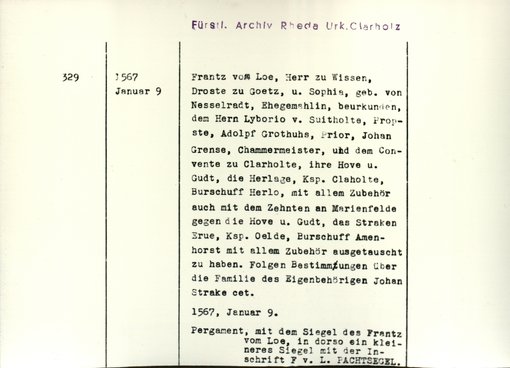 Fürstl. Archiv Rheda Urk.Clarholz
329 1567 Frantz vom Loe, Herr zu Wissen,
Januar 9 Droste zu Goetz, u. Sophia, geb. von
Nesselradt, Ehegemahlin, beurkunden,
dem Hern Lyborio v. Suitholte, Prop-
ste, Adolpf Grothuhs, Prior, Johan
Grense, Chammermeister, und dem Con-
vente zu Clarholte, ihre Hove u.
Gudt, die Herlage, Ksp. Claholte,
Burschuff Herlo, mit allem Zubehör
auch mit dem Zehnten an Marienfelde
gegen die Hove u. Gudt, das Straken
Erue, Ksp. Oelde, Burschuff Amen-
horst mit allem Zubehör ausgetauscht
zu haben. Folgen Bestimmungen über
die Familie des Eigenbehörigen Johan
Strake cet.
1567, Januar 9.
Pergament, mit dem Siegel des Frantz
vom Loe, in dorso ein klei-
neres Siegel mit der In-
schrift F v. L. PACHTSEGEL.